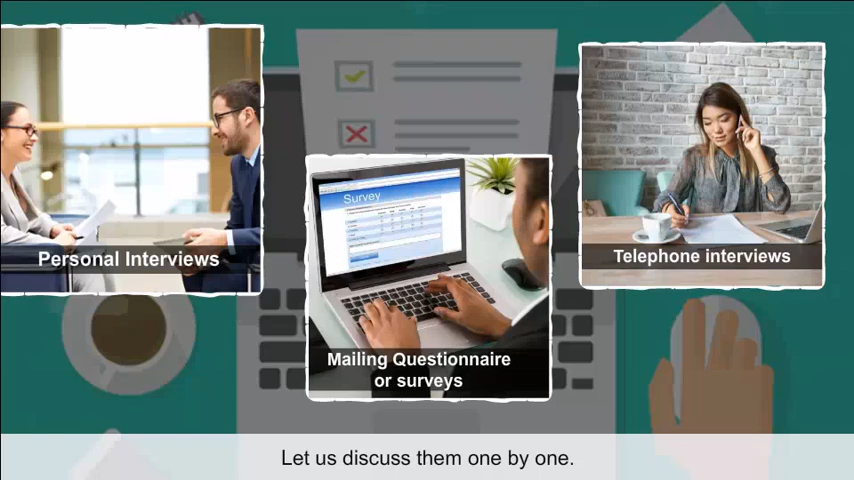 Personal Interviews
Survey
Mailing Questionnaire
or surveys
Telephone interviews
Let us discuss them one by one.